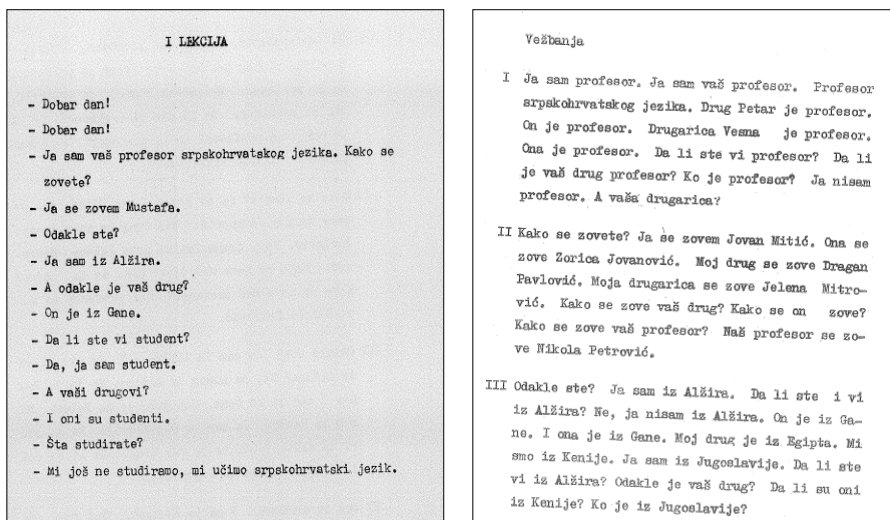 I LEKCIJA
- Dobar dan!
- Dobar dan!
- Ja sam vaš profesor srpskohrvatskog jezika. Kako se
zovete?
- Ja se zovem Mustafa.
- Odakle ste?
- Ja sam iz Alžira.
- A odakle je vaš drug?
- On je iz Gane.
- Da li ste vi student?
- Da, ja sam student.
- A vaši drugovi?
- I oni su studenti.
- Šta studirate?
- Mi još ne studiramo, mi učimo srpskohrvatski jezik.
Vežbanja
I Ja sam profesor. Ja sam vaš profesor. Profesor
srpskohrvatskog jezika. Drug Petar je profesor.
On je profesor. Drugarica Vesna je profesor.
Ona je profesor. Da li ste vi profesor? Da li
je vaš drug profesor? Ko je profesor? Ja nisam
profesor. A vaša drugarica?
II Kako se zovete? Ja se zovem Jovan Mitić. Ona se
zove Zorica Jovanović. Moj drug se zove Dragan
Pavlović. Moja drugarica se zove Jelena Mitro-
vić. Kako se zove vaš drug? Kako se on zove?
Kako se zove vaš profesor? Naš profesor se zo-
ve Nikola Petrović.
III Odakle ste? Ja sam iz Alžira. Da li ste i vi
iz Alžira? Ne, ja nisam iz Alžira. On je iz Ga-
ne. I ona je iz Gane. Moj drug je iz Egipta. Mi
smo iz Kenije. Ja sam iz Jugoslavije. Da li ste
vi iz Alžira? Odakle je vaš drug? Da li su oni
iz Kenije? Ko je iz Jugoslavije?